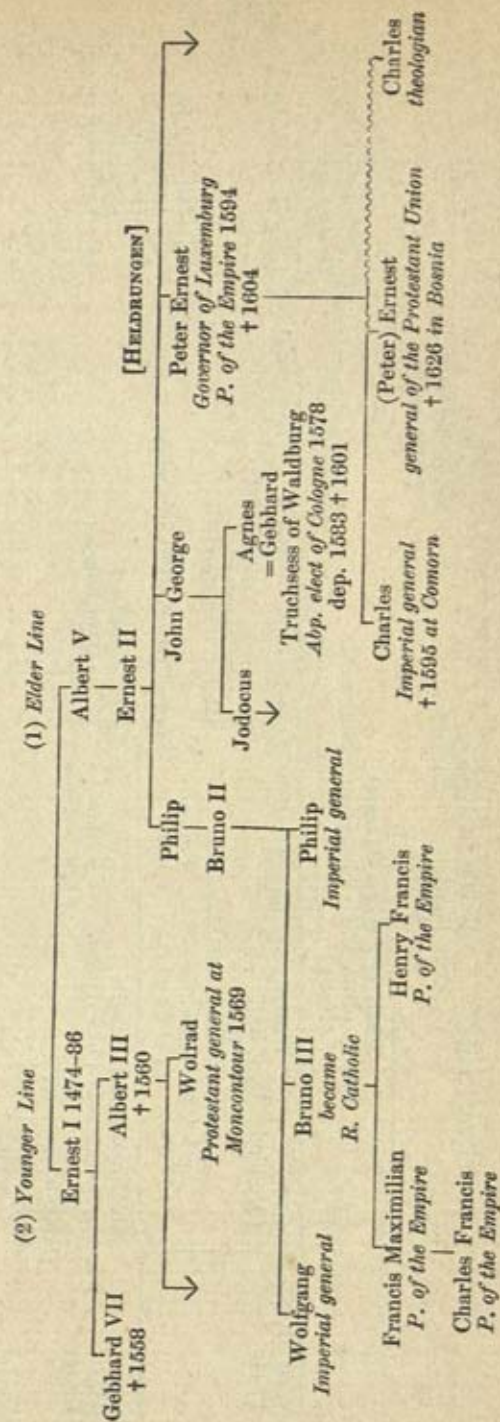 (2) Younger Line
(1) Elder Line
Ernest I 1474–86
Albert V
Gebhard VII
† 1558
Albert III
† 1560
Ernest II
[HELDRUNGEN]
Wolrad
Protestant general at
Moncontour 1569
Philip
John George
Peter Ernest
Governor of Luxemburg
P. of the Empire 1594
† 1604
Bruno II
Jodocus
Agnes
=Gebhard
Truchsess of Waldburg
Abp. elect of Cologne 1578
dep. 1583 † 1601
Wolfgang
Imperial general
Bruno III
became
R. Catholic
Philip
Imperial general
Charles
Imperial general
† 1595 at Comorn
(Peter) Ernest
general of the Protestant Union
† 1626 in Bosnia
Charles
theologian
Francis Maximilian
P. of the Empire
Henry Francis
P. of the Empire
Charles Francis
P. of the Empire